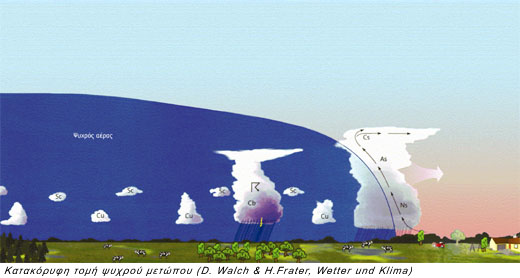 Cs
Ψυχρός αέρας
As
Sc
Sc
Sc
Sc
Cb
Ns
Cu
Cu
Cu
Κατακόρυφη τομή ψυχρού μετώπου (D. Walch & H.Frater, Wetter und Klima)